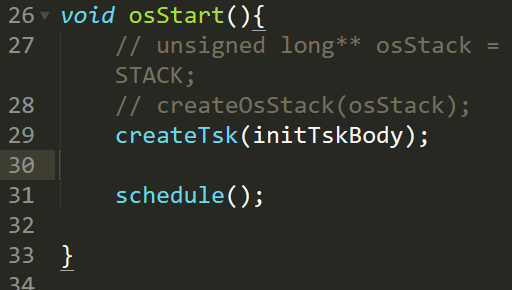 26 void osStart(){
27 // unsigned long** osStack =
STACK;
28 // createOsStack(osStack);
29 createTsk(initTskBody);
30
31 schedule();
32
33 }
34